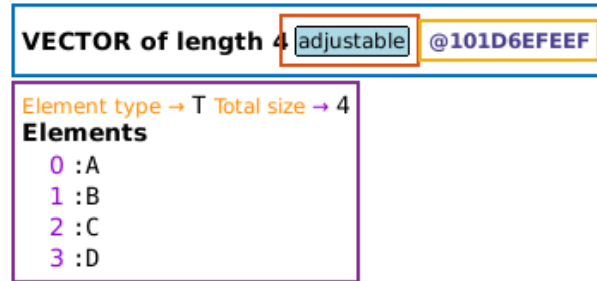 VECTOR of length 4 adjustable @101D6EFEEF
Element type → T Total size → 4
Elements
0 :A
1 :B
2 :C
3 :D